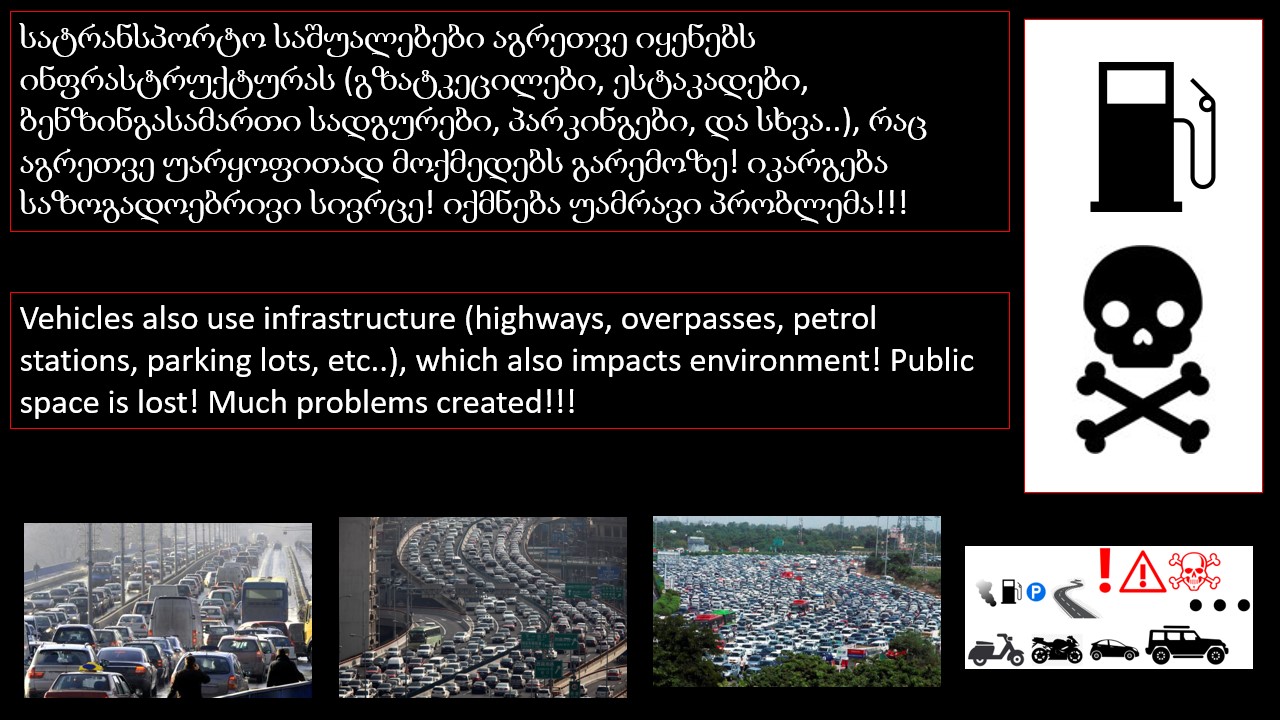 სატრანსპორტო საშუალებები აგრეთვე იყენებს
ინფრასტრუქტურას (გზატკეცილები, ესტაკადები,
ბენზინგასამართი სადგურები, პარკინგები, და სხვა..), რაც
აგრეთვე უარყოფითად მოქმედებს გარემოზე! იკარგება
საზოგადოებრივი სივრცე! იქმნება უამრავი პრობლემა!!!
Vehicles also use infrastructure (highways, overpasses, petrol
stations, parking lots, etc..), which also impacts environment! Public
space is lost! Much problems created!!!
P